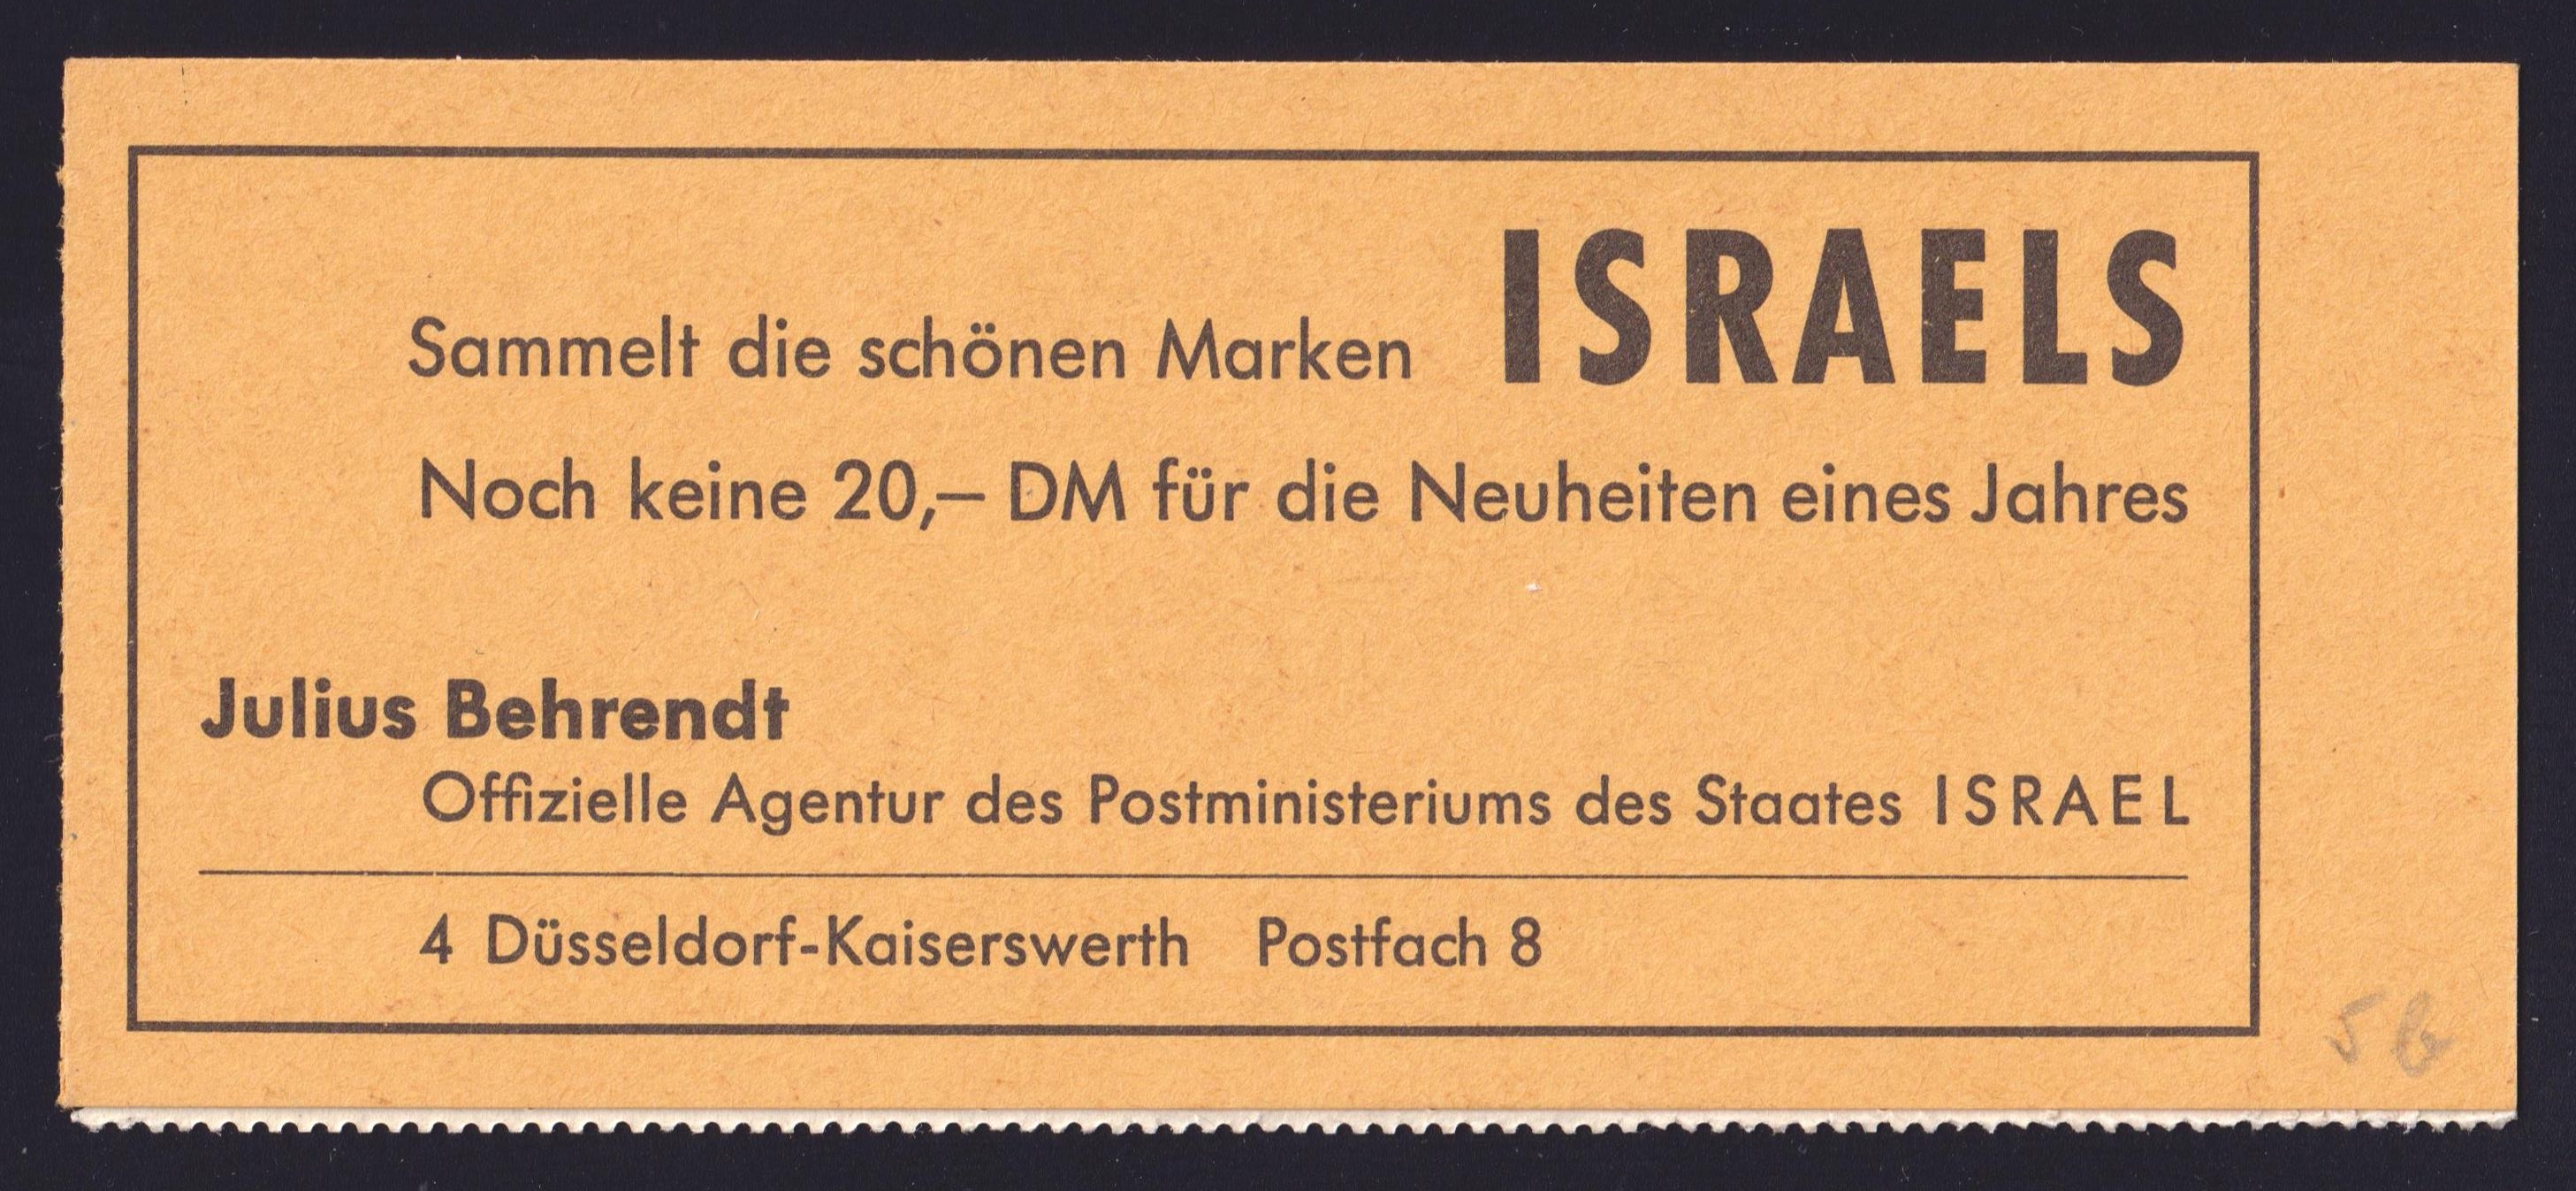 Sammelt die schönen Marken ISRAELS
Noch keine 20,— DM für die Neuheiten eines Jahres
Julius Behrendt
Offizielle Agentur des Postministeriums des Staates ISRAEL
4 Düsseldorf-Kaiserswerth Postfach 8
5 b